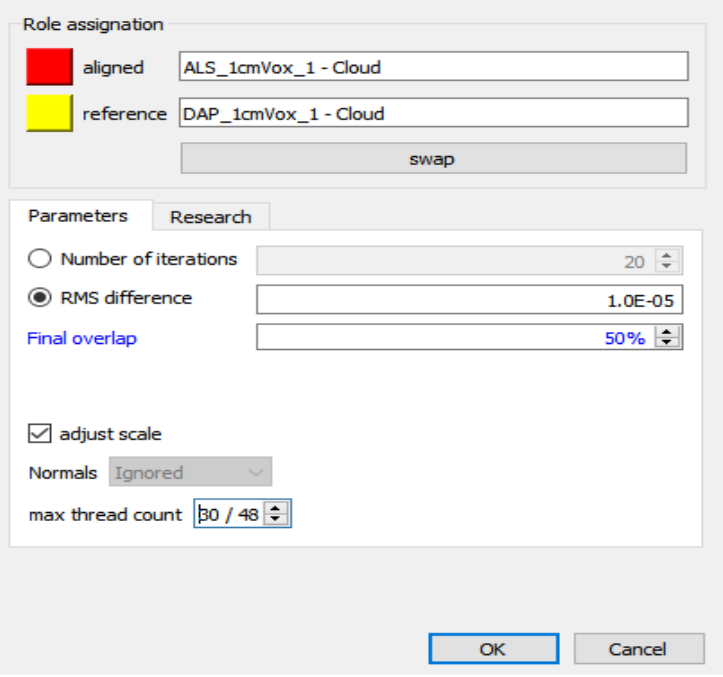 Role assignation
aligned ALS_1cmVox_1 - Cloud
reference DAP_1cmVox_1 - Cloud
swap
Parameters Research
Number of iterations 20
RMS difference 1.0E-05
Final overlap 50%
adjust scale
Normals Ignored
max thread count 30 / 48
OK Cancel